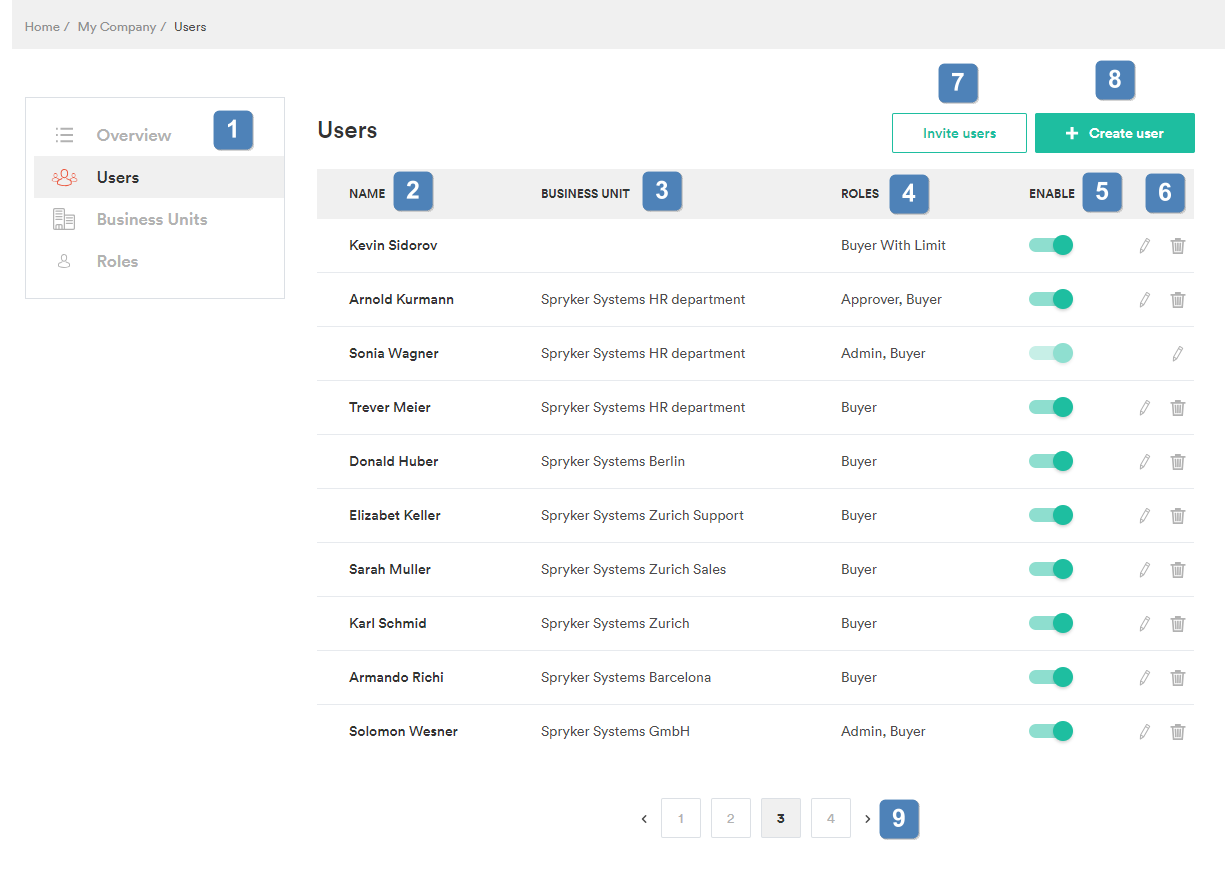 Home / My Company / Users
7
8
1
Overview
Users
Business Units
Roles
Users
Invite users
+ Create user
NAME 2 BUSINESS UNIT 3 ROLES 4 ENABLE 5 6
Kevin Sidorov Buyer With Limit
Arnold Kurmann Spryker Systems HR department Approver, Buyer
Sonia Wagner Spryker Systems HR department Admin, Buyer
Trever Meier Spryker Systems HR department Buyer
Donald Huber Spryker Systems Berlin Buyer
Elizabet Keller Spryker Systems Zurich Support Buyer
Sarah Muller Spryker Systems Zurich Sales Buyer
Karl Schmid Spryker Systems Zurich Buyer
Armando Richi Spryker Systems Barcelona Buyer
Solomon Wesner Spryker Systems GmbH Admin, Buyer
‹ 1 2 3 4 › 9